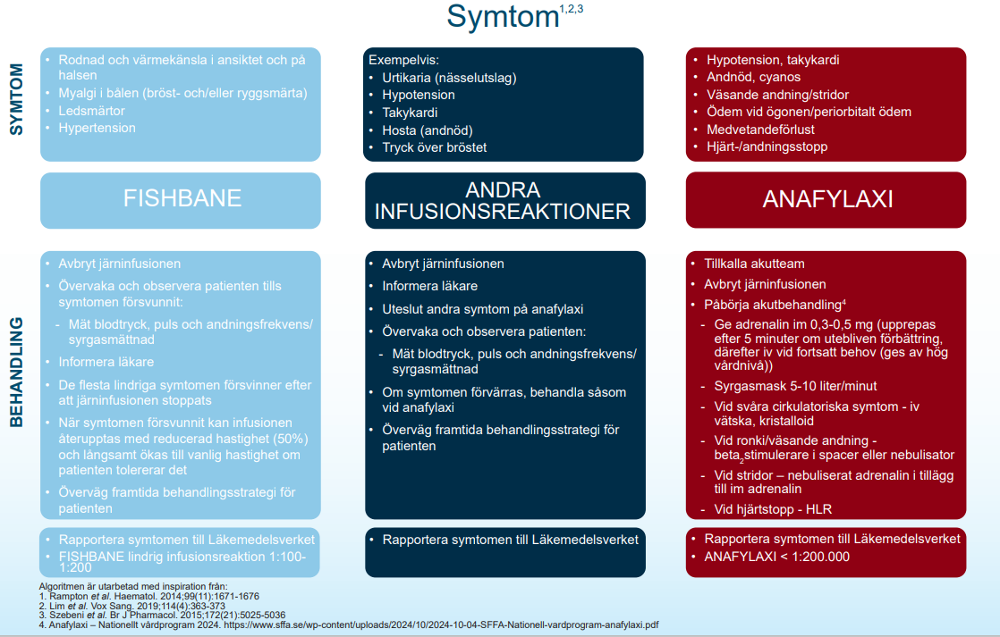 Symtom1,2,3
SYMTOM
Rodnad och värmekänsla i ansiktet och på
halsen
Myalgi i bålen (bröst- och/eller ryggsmärta)
Ledsmärtor
Hypertension
Exempelvis:
Urtikaria (nässelutslag)
Hypotension
Takykardi
Hosta (andnöd)
Tryck över bröstet
Hypotension, takykardi
Andnöd, cyanos
Väsande andning/stridor
Ödem vid ögonen/periorbitalt ödem
Medvetandeförlust
Hjärt-/andningsstopp
FISHBANE
ANDRA
INFUSIONSREAKTIONER
ANAFYLAXI
BEHANDLING
Avbryt järninfusionen
Övervaka och observera patienten tills
symtomen försvunnit:
- Mät blodtryck, puls och andningsfrekvens/
syrgasmättnad
Informera läkare
De flesta lindriga symtomen försvinner efter
att järninfusionen stoppats
När symtomen försvunnit kan infusionen
återupptas med reducerad hastighet (50%)
och långsamt ökas till vanlig hastighet om
patienten tolererar det
Överväg framtida behandlingsstrategi för
patienten
Avbryt järninfusionen
Informera läkare
Uteslut andra symtom på anafylaxi
Övervaka och observera patienten:
- Mät blodtryck, puls och andningsfrekvens/
syrgasmättnad
Om symtomen förvärras, behandla såsom
vid anafylaxi
Överväg framtida behandlingsstrategi för
patienten
Tillkalla akutteam
Avbryt järninfusionen
Påbörja akutbehandling4
- Ge adrenalin im 0,3-0,5 mg (upprepas
efter 5 minuter om utebliven förbättring,
därefter iv vid fortsatt behov (ges av hög
vårdnivå))
- Syrgasmask 5-10 liter/minut
- Vid svåra cirkulatoriska symtom - iv
vätska, kristalloid
- Vid ronki/väsande andning -
beta2stimulerare i spacer eller nebulisator
- Vid stridor – nebuliserat adrenalin i tillägg
till im adrenalin
- Vid hjärtstopp - HLR
Rapportera symtomen till Läkemedelsverket
FISHBANE lindrig infusionsreaktion 1:100-
1:200
Rapportera symtomen till Läkemedelsverket
Rapportera symtomen till Läkemedelsverket
ANAFYLAXI < 1:200.000
Algoritmen är utarbetad med inspiration från:
1. Rampton et al. Haematol. 2014;99(11):1671-1676
2. Lim et al. Vox Sang. 2019;114(4):363-373
3. Szebeni et al. Br J Pharmacol. 2015;172(21):5025-5036
4. Anafylaxi – Nationellt vårdprogram 2024. https://www.sffa.se/wp-content/uploads/2024/10/2024-10-04-SFFA-Nationell-vardprogram-anafylaxi.pdf